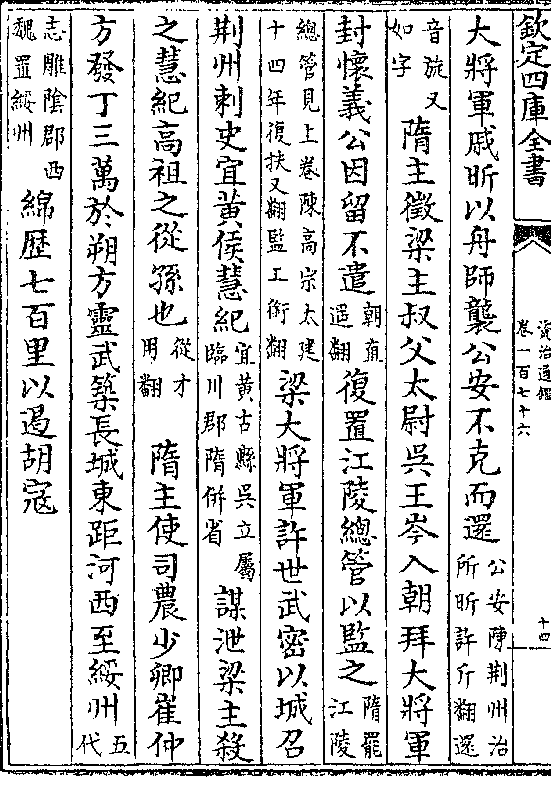 欽定四庫全書
資治通鑑
卷一百七十六
十四
大將軍戚昕以舟師襲公安不克而還公安陳荆州治所昕許斤翻還
音旋又如字隋主徵梁主叔父太尉吳王岑入朝拜大將軍
封懷義公因留不遣朝直遥翻復置江陵總管以監之隋罷江陵
總管見上卷陳高宗太建十四年復扶又翻監工銜翻梁大將軍許世武密以城召
荆州刺史宜黄侯慧紀宜黄古縣吳立屬臨川郡隋併省謀泄梁主殺
之慧紀高祖之從孫也從才用翻隋主使司農少卿崔仲
方發丁三萬於朔方靈武築長城東距河西至綏州五代
志雕陰郡西魏置綏州綿歴七百里以遏胡寇